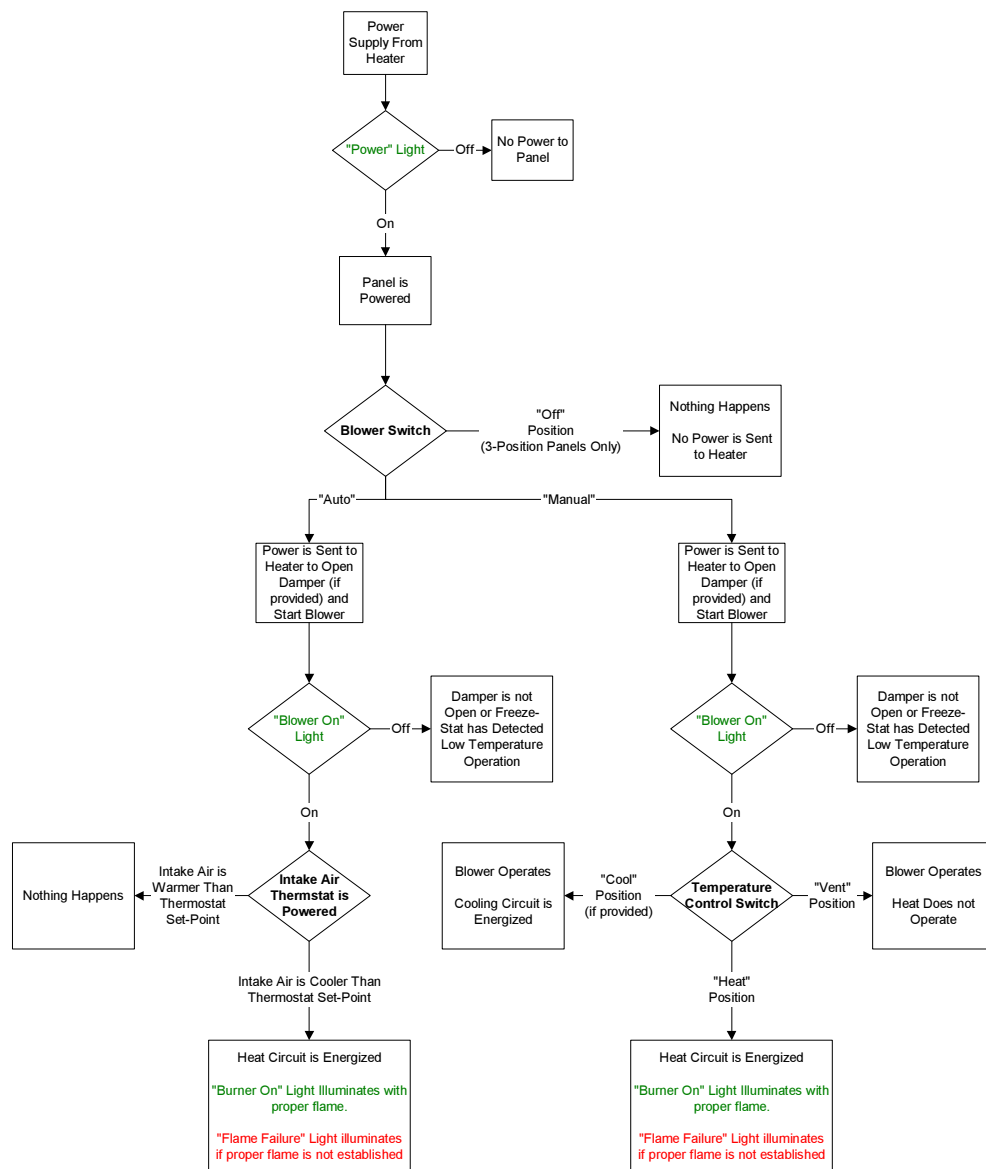 Power
Supply From
Heater
"Power" Light
Off
No Power to
Panel
On
Panel is
Powered
Blower Switch
"Off"
Position
(3-Position Panels Only)
Nothing Happens
No Power is Sent
to Heater
"Auto"
"Manual"
Power is Sent to
Heater to Open
Damper (if
provided) and
Start Blower
Power is Sent to
Heater to Open
Damper (if
provided) and
Start Blower
"Blower On"
Light
Off
Damper is not
Open or Freeze-
Stat has Detected
Low Temperature
Operation
"Blower On"
Light
Off
Damper is not
Open or Freeze-
Stat has Detected
Low Temperature
Operation
On
On
Nothing Happens
Intake Air is
Warmer Than
Thermostat
Set-Point
Intake Air
Thermstat is
Powered
Blower Operates
Cooling Circuit is
Energized
"Cool"
Position
(if provided)
Temperature
Control Switch
"Vent"
Position
Blower Operates
Heat Does not
Operate
Intake Air is Cooler Than
Thermostat Set-Point
"Heat"
Position
Heat Circuit is Energized
"Burner On" Light Illuminates with
proper flame.
"Flame Failure" Light illuminates
if proper flame is not established
Heat Circuit is Energized
"Burner On" Light Illuminates with
proper flame.
"Flame Failure" Light illuminates
if proper flame is not established